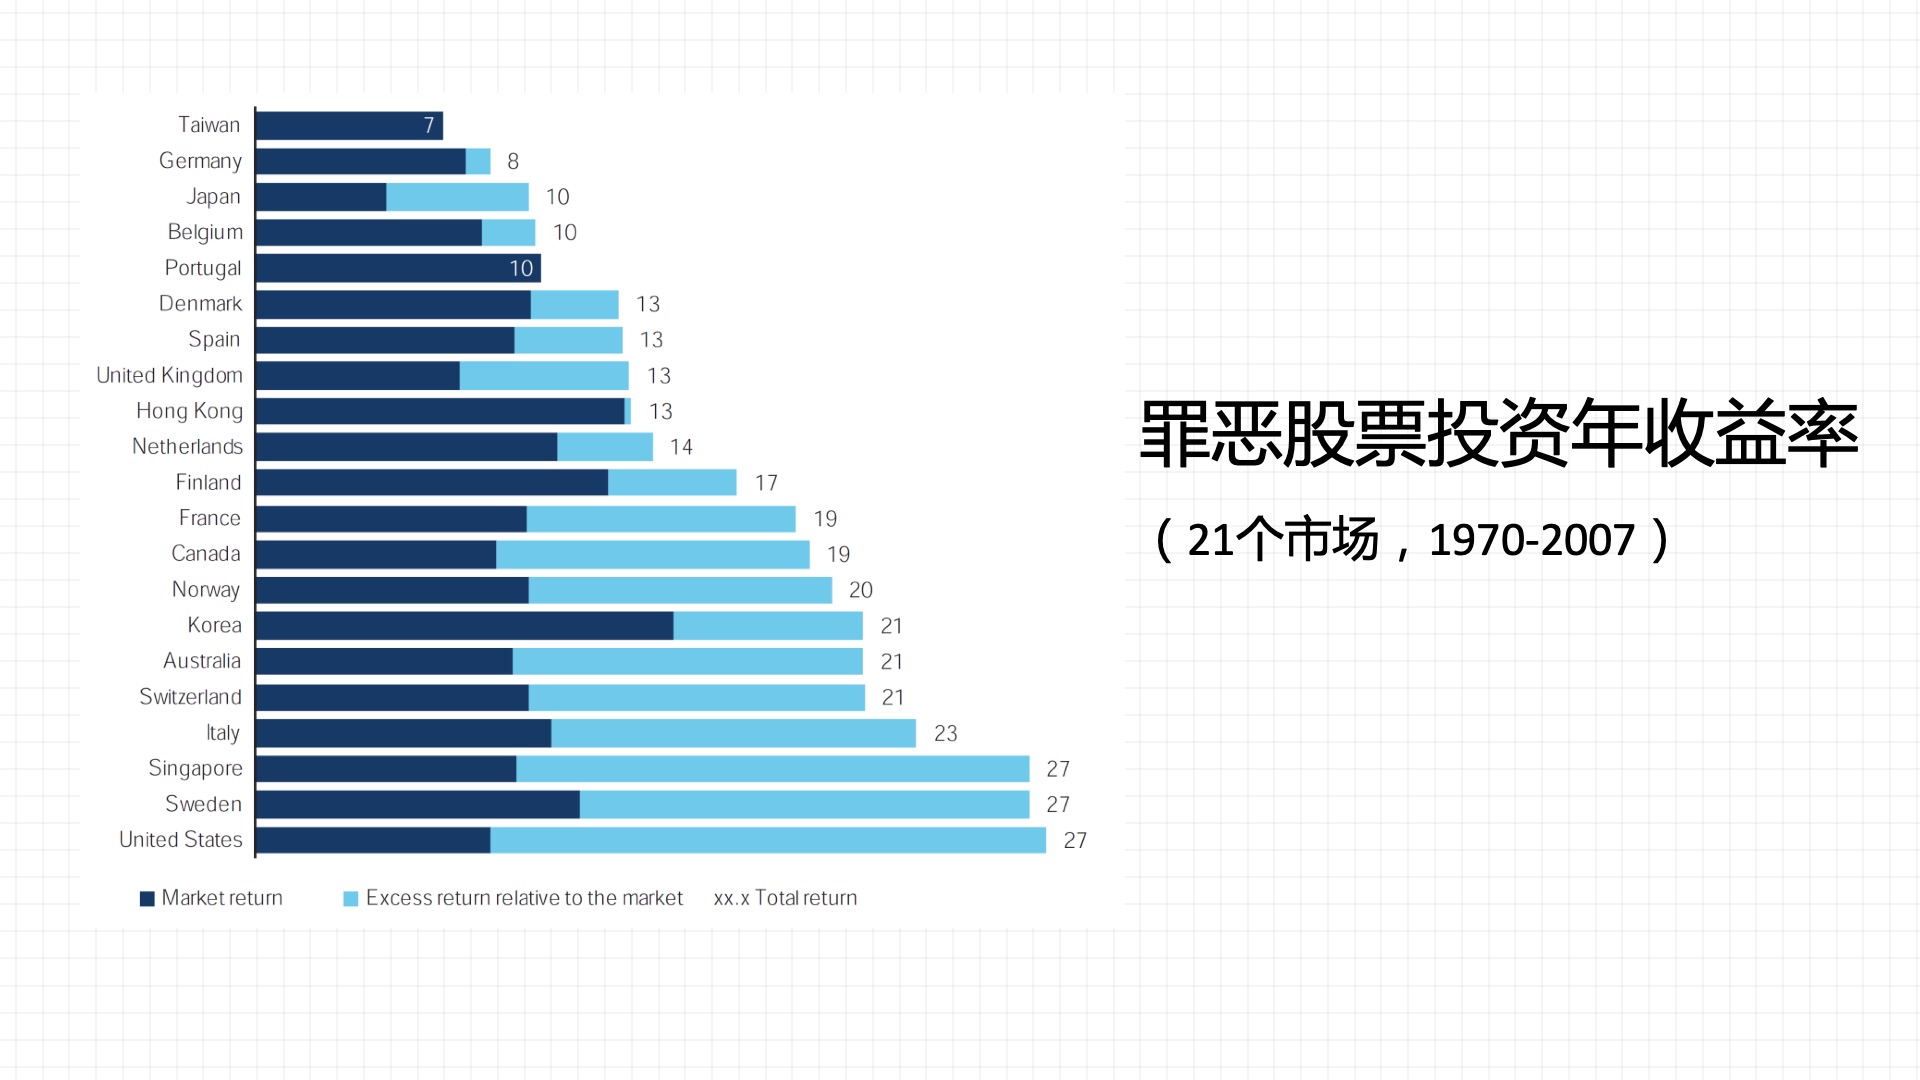 Taiwan 7
Germany 8
Japan 10
Belgium 10
Portugal 10
Denmark 13
Spain 13
United Kingdom 13
Hong Kong 13
Netherlands 14
Finland 17
France 19
Canada 19
Norway 20
Korea 21
Australia 21
Switzerland 21
Italy 23
Singapore 27
Sweden 27
United States 27
Market return Excess return relative to the market xx.x Total return
罪恶股票投资年收益率
（21个市场，1970-2007）